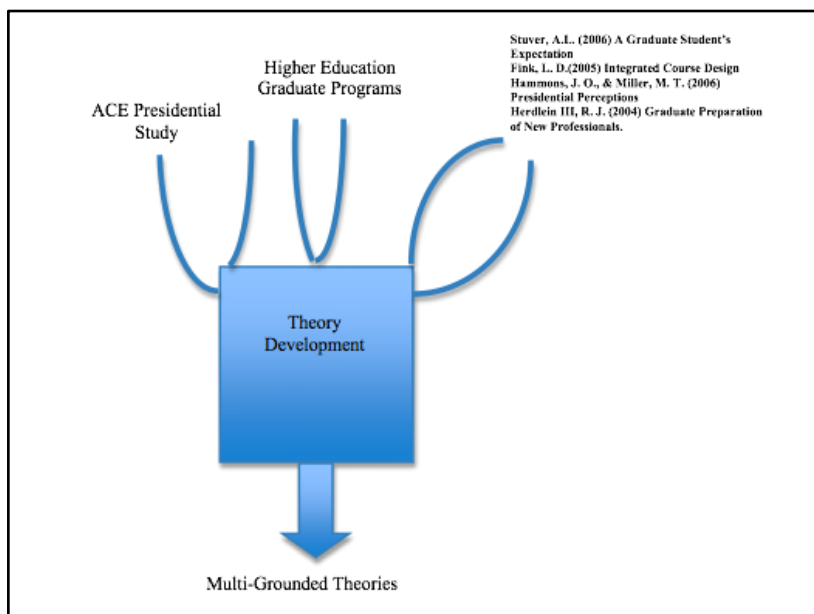 Stuver, A.L. (2006) A Graduate Student's
Expectation
Fink, L. D.(2005) Integrated Course Design
Hammons, J. O., & Miller, M. T. (2006)
Presidential Perceptions
Herdlein III, R. J. (2004) Graduate Preparation
of New Professionals.
Higher Education
Graduate Programs
ACE Presidential
Study
Theory
Development
Multi-Grounded Theories